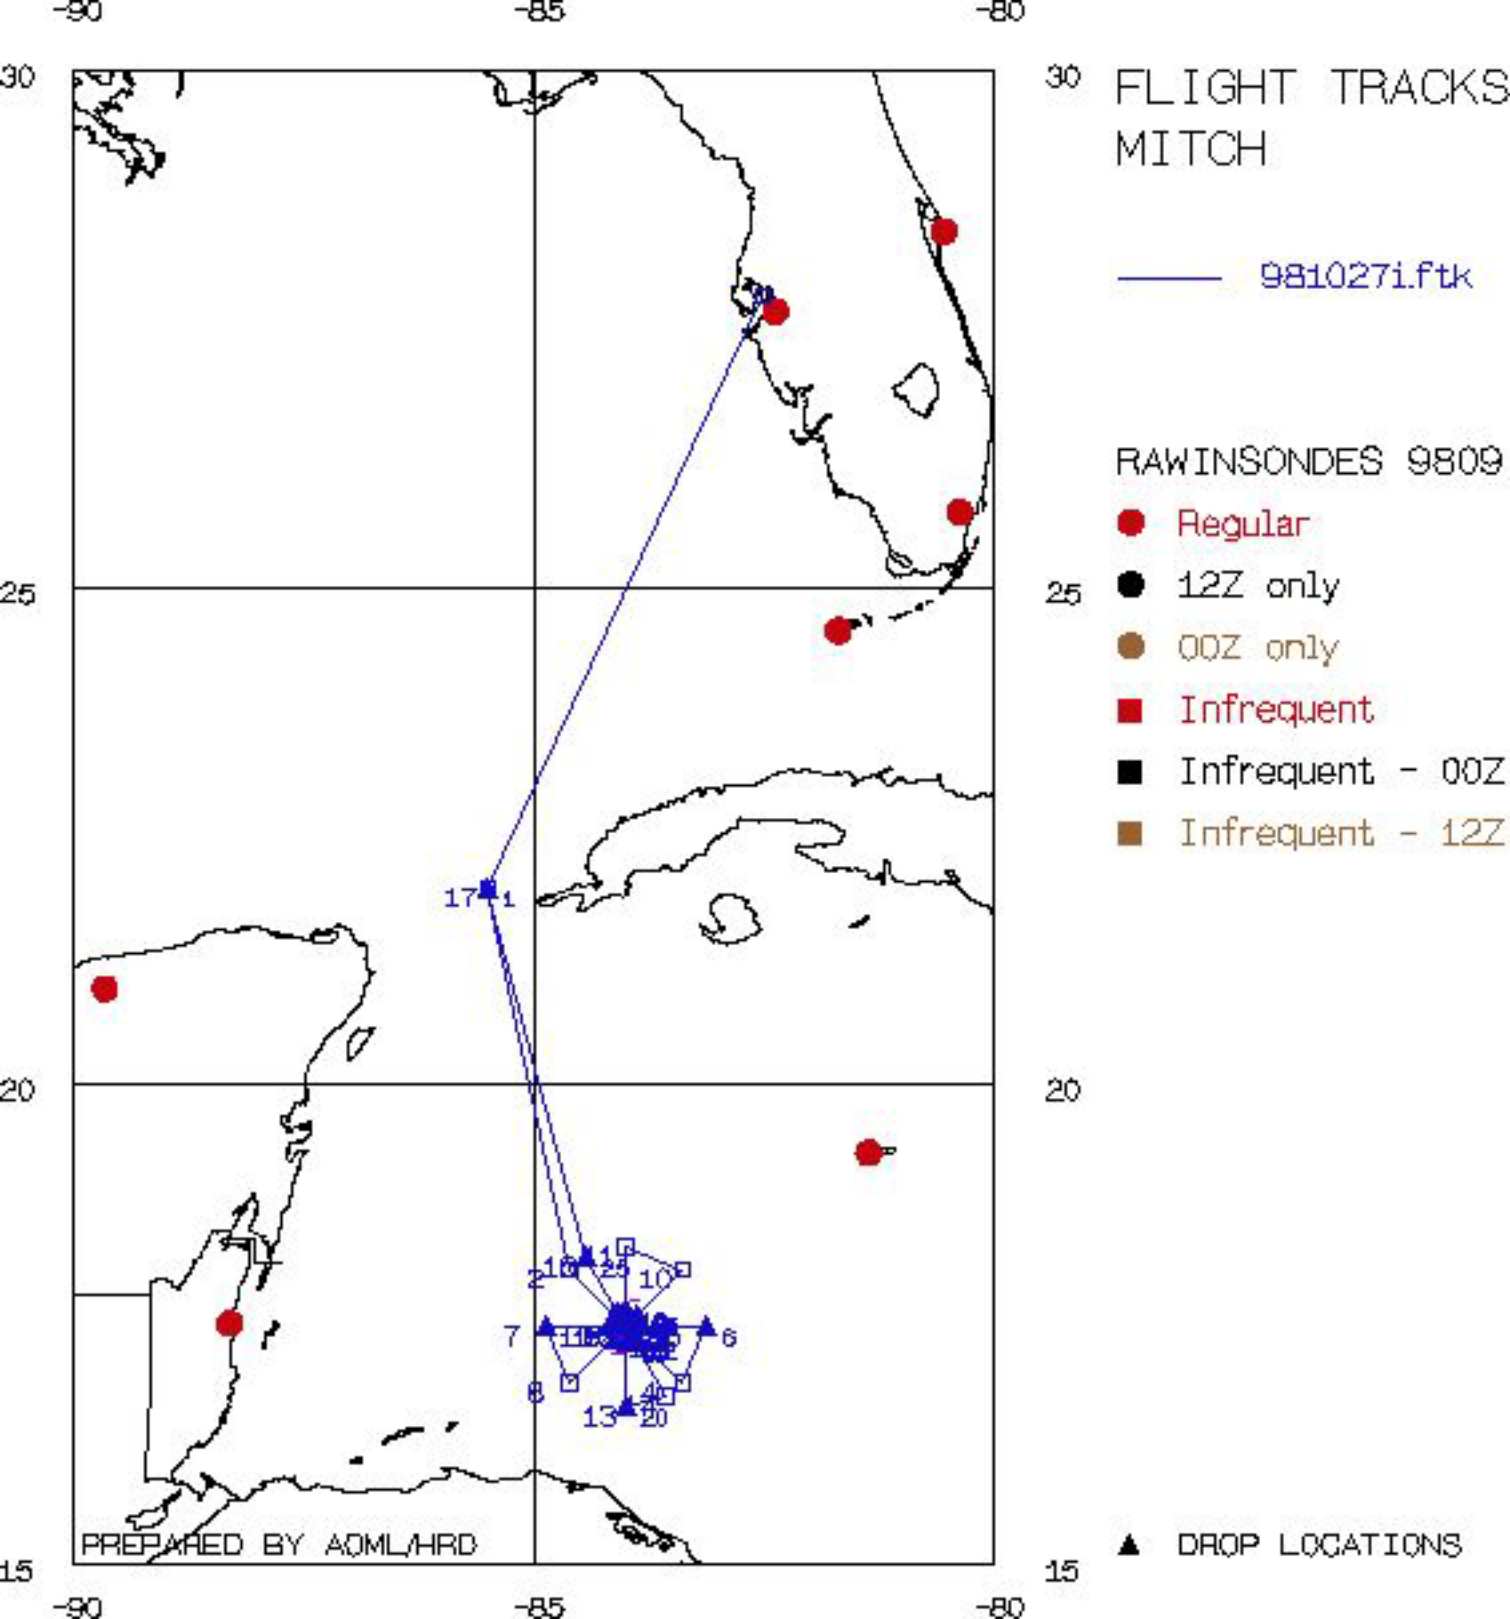 -90 -85 -80
30 30
FLIGHT TRACKS
MITCH
981027i.ftk
RAWINSONDES 9809
Regular
25 25
12Z only
00Z only
Infrequent
Infrequent - 00Z
Infrequent - 12Z
17 1
20 20
2 25 10
7 6
8
13 20
PREPARED BY AOML/HRD
DROP LOCATIONS
15 15
-90 -85 -80